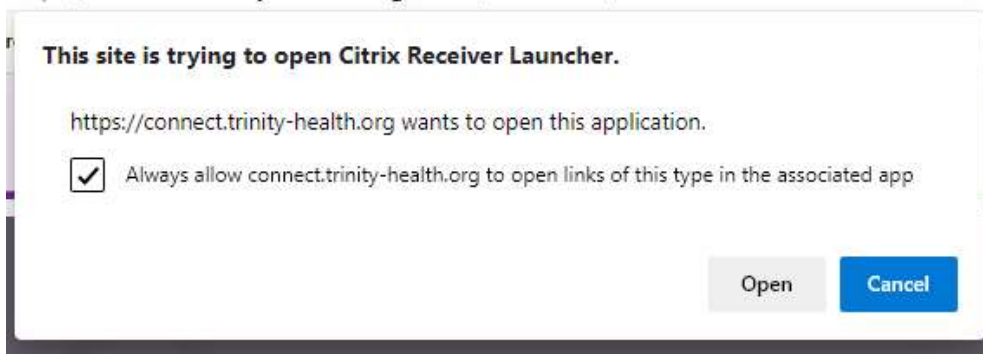 This site is trying to open Citrix Receiver Launcher.
https://connect.trinity-health.org wants to open this application.
Always allow connect.trinity-health.org to open links of this type in the associated app
Open Cancel